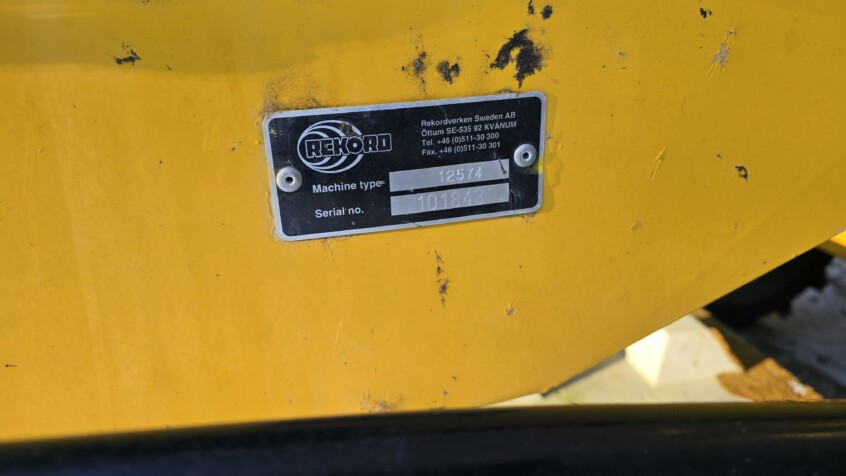 Rekordverken Sweden AB
Öttum SE-535 92 KVÄNUM
Tel. +46 (0)511-30 300
Fax. +46 (0)511-30 301
REKORD
Machine type 12574
Serial no. 101843